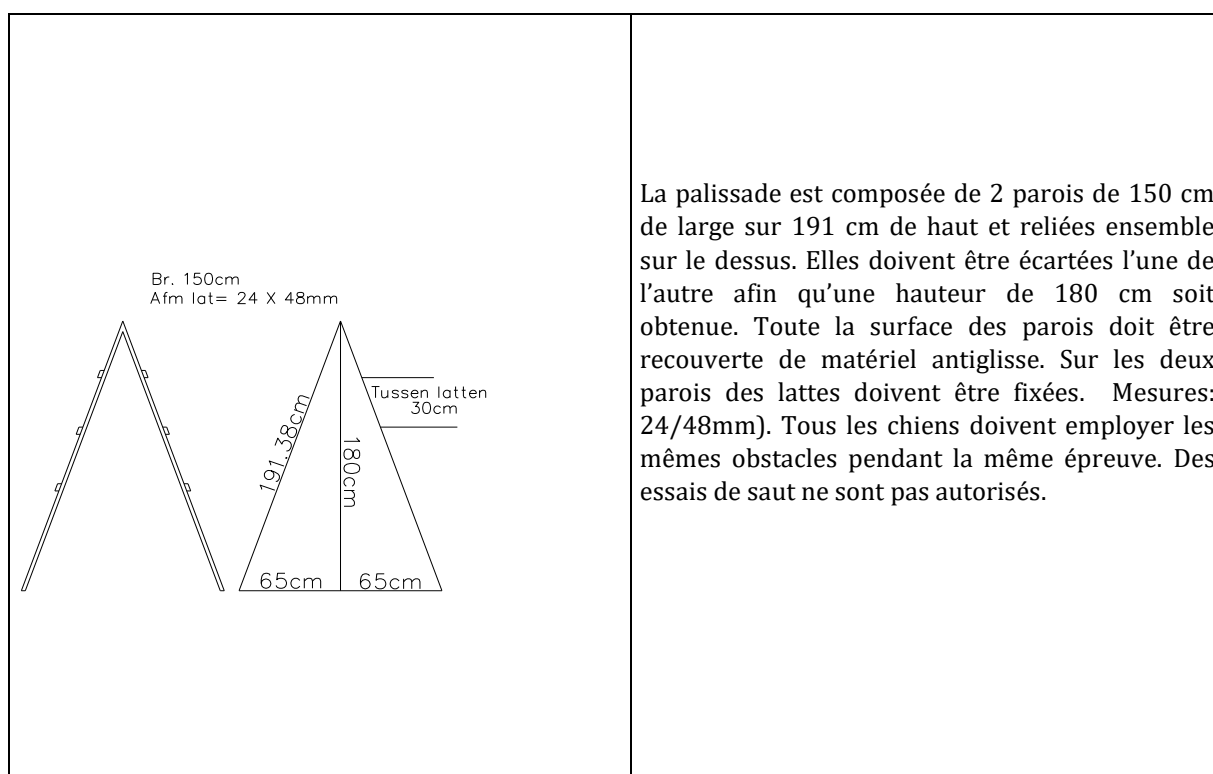 Br. 150cm
Afm lat= 24 X 48mm
Tussen latten
30cm
191.38cm
180cm
65cm
65cm
La palissade est composée de 2 parois de 150 cm
de large sur 191 cm de haut et reliées ensemble
sur le dessus. Elles doivent être écartées l’une de
l’autre afin qu’une hauteur de 180 cm soit
obtenue. Toute la surface des parois doit être
recouverte de matériel antiglisse. Sur les deux
parois des lattes doivent être fixées. Mesures:
24/48mm). Tous les chiens doivent employer les
mêmes obstacles pendant la même épreuve. Des
essais de saut ne sont pas autorisés.